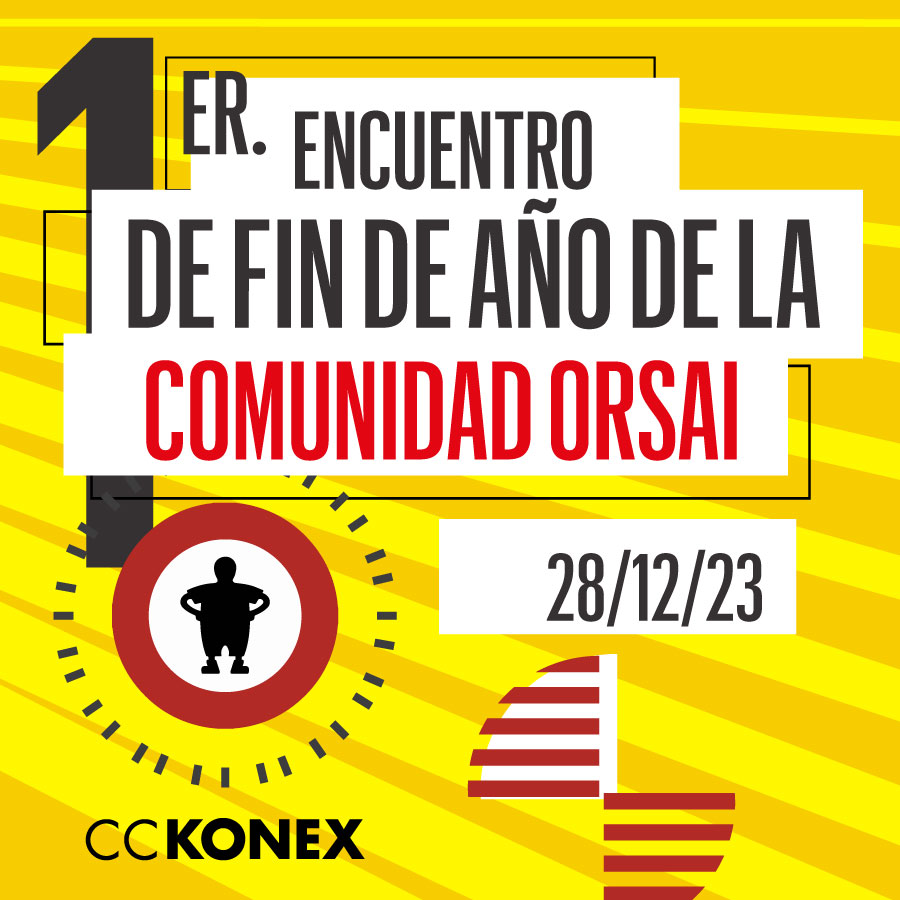 1ER.
ENCUENTRO
DE FIN DE AÑO DE LA
COMUNIDAD ORSAI
28/12/23
CCKONEX